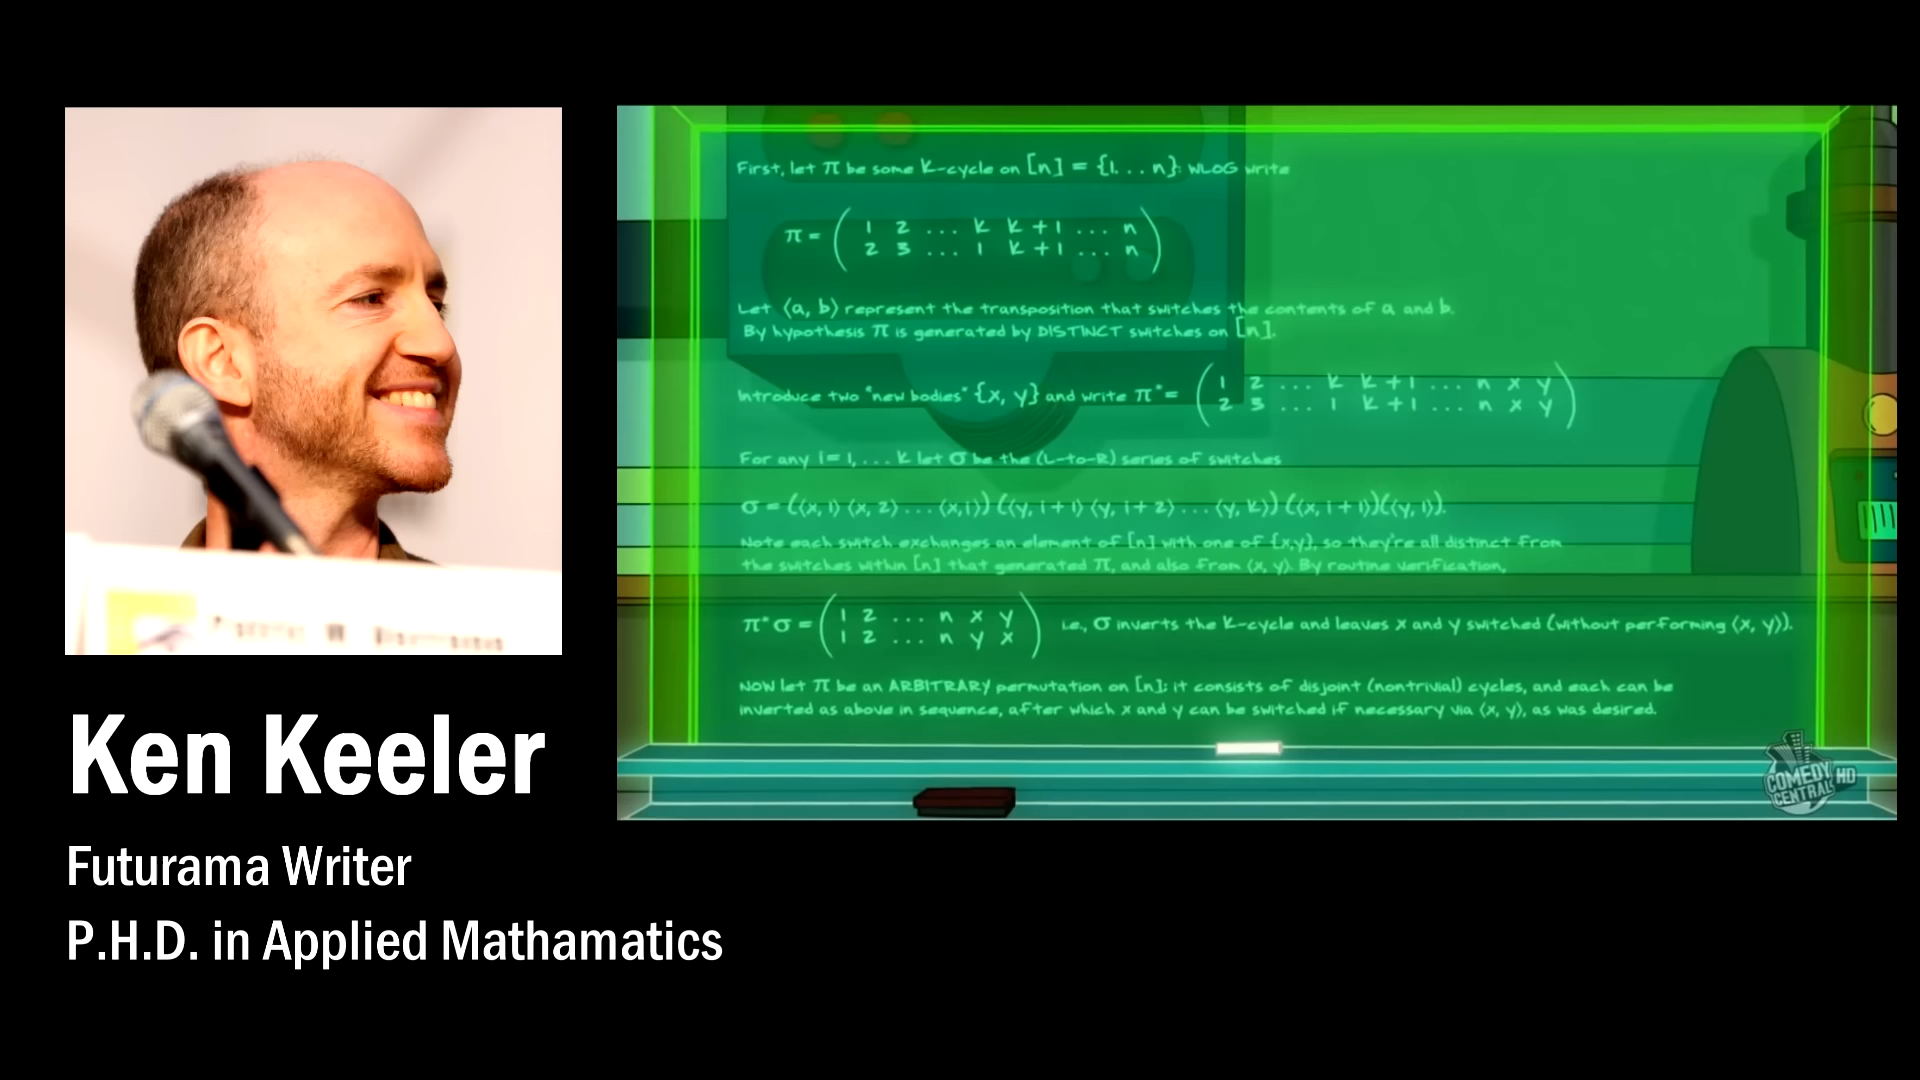 First, let π be some k-cycle on [n] = {1. . . n}: WLOG write
π = ( 1 2 ... k k+1 ... n
2 3 ... 1 k+1 ... n )
Let ⟨a, b⟩ represent the transposition that switches the contents of a and b.
By hypothesis π is generated by DISTINCT switches on [n].
Introduce two "new bodies" {x, y} and write π* = ( 1 2 ... k k+1 ... n x y
2 3 ... 1 k+1 ... n x y )
For any i=1, ... k let σ be the (L-to-R) series of switches
σ = (⟨x, 1⟩ ⟨x, 2⟩ ... ⟨x,i⟩) (⟨y, i+1⟩ ⟨y, i+2⟩ ... ⟨y, k⟩) (⟨x, i+1⟩)(⟨y, 1⟩).
Note each switch exchanges an element of [n] with one of {x,y}, so they're all distinct from
the switches within [n] that generated π, and also from ⟨x, y⟩. By routine verification,
π*σ = ( 1 2 ... n x y
1 2 ... n y x ) i.e., σ inverts the k-cycle and leaves x and y switched (without performing ⟨x, y⟩).
NOW let π be an ARBITRARY permutation on [n]; it consists of disjoint (nontrivial) cycles, and each can be
inverted as above in sequence, after which x and y can be switched if necessary via ⟨x, y⟩, as was desired.
COMEDY
CENTRAL HD
Ken Keeler
Futurama Writer
P.H.D. in Applied Mathamatics